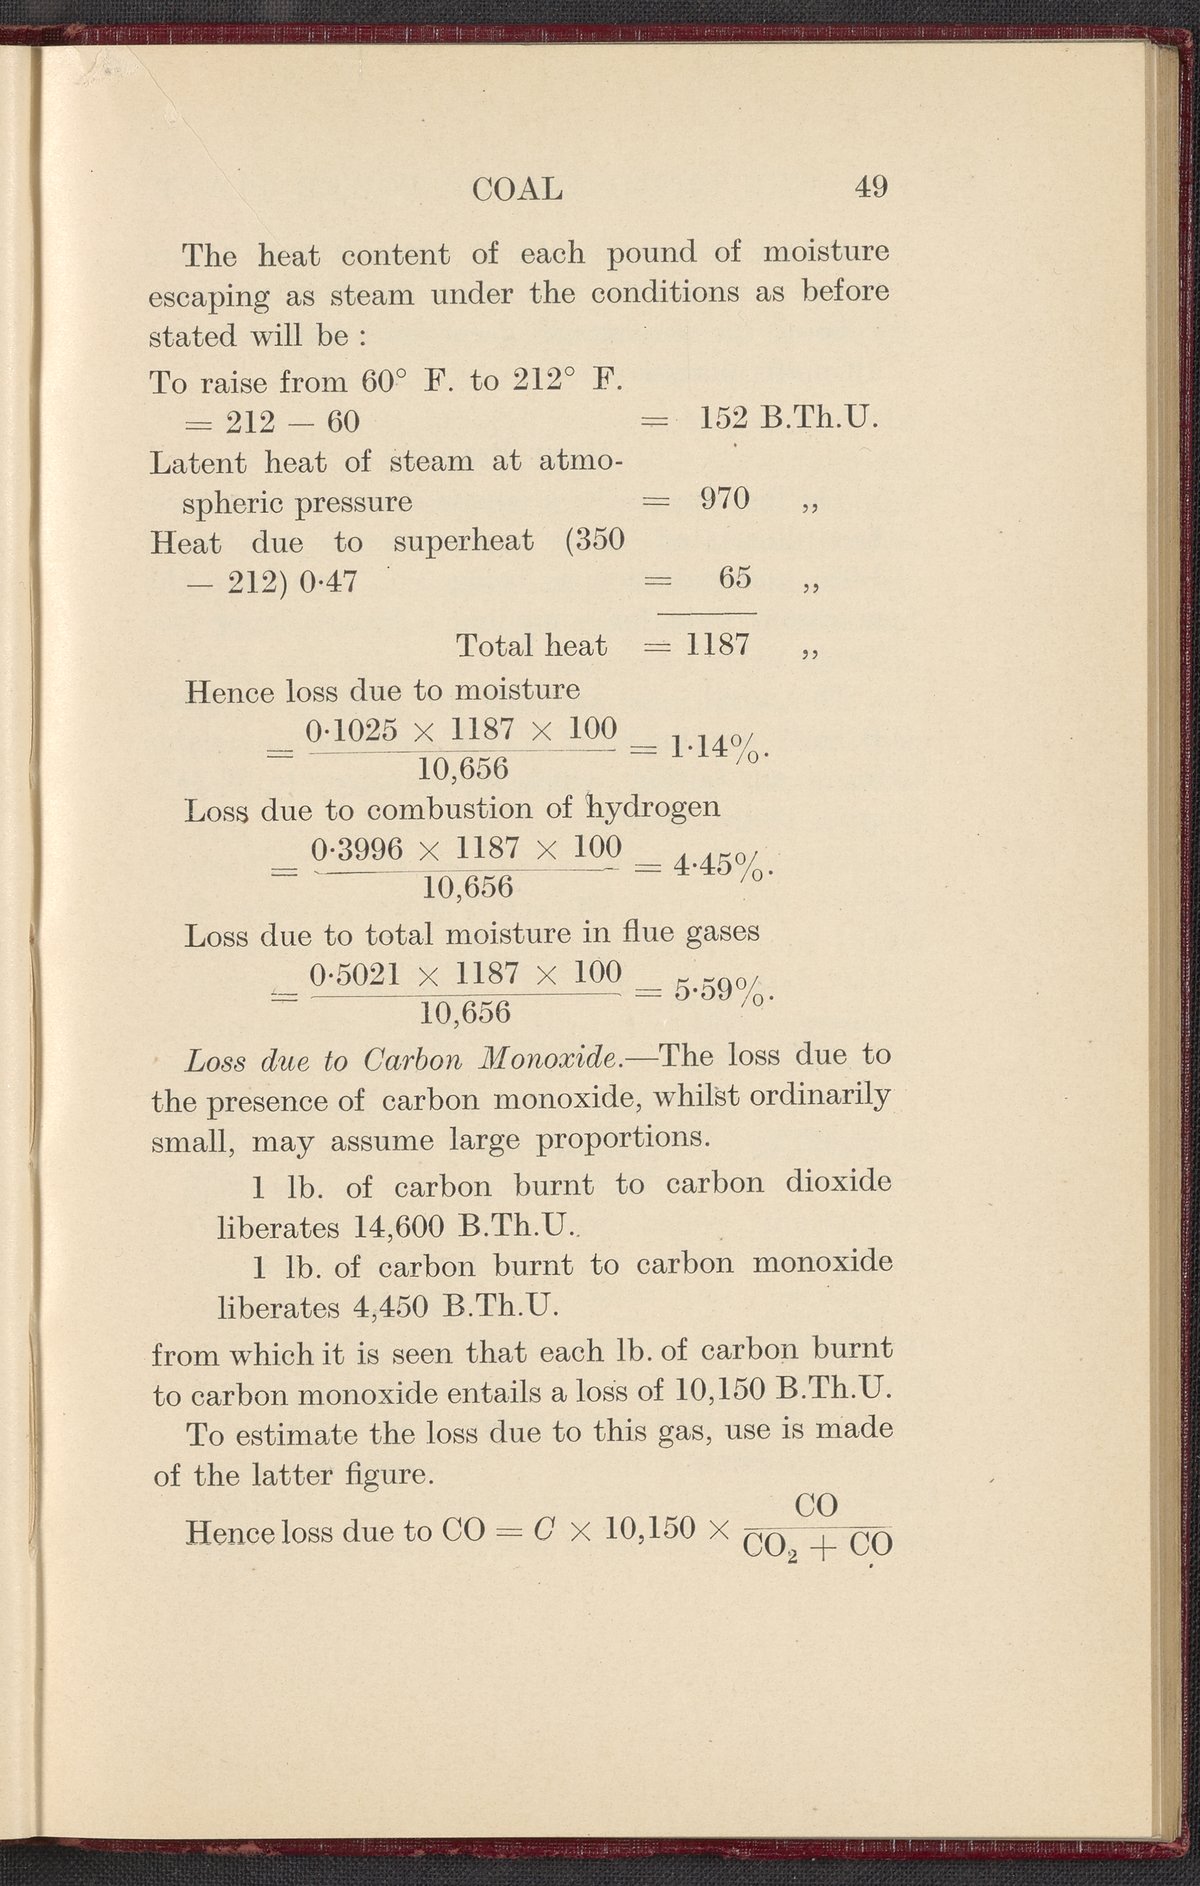 COAL 49
The heat content of each pound of moisture
escaping as steam under the conditions as before
stated will be :
To raise from 60° F. to 212° F.
= 212 — 60 = 152 B.Th.U.
Latent heat of steam at atmo-
spheric pressure = 970 ,,
Heat due to superheat (350
— 212) 0·47 = 65 ,,
Total heat = 1187 ,,
Hence loss due to moisture
= 0·1025 × 1187 × 100 / 10,656 = 1·14%.
Loss due to combustion of hydrogen
= 0·3996 × 1187 × 100 / 10,656 = 4·45%.
Loss due to total moisture in flue gases
= 0·5021 × 1187 × 100 / 10,656 = 5·59%.
Loss due to Carbon Monoxide.—The loss due to
the presence of carbon monoxide, whilst ordinarily
small, may assume large proportions.
1 lb. of carbon burnt to carbon dioxide
liberates 14,600 B.Th.U.
1 lb. of carbon burnt to carbon monoxide
liberates 4,450 B.Th.U.
from which it is seen that each lb. of carbon burnt
to carbon monoxide entails a loss of 10,150 B.Th.U.
To estimate the loss due to this gas, use is made
of the latter figure.
Hence loss due to CO = C × 10,150 × CO / CO₂ + CO